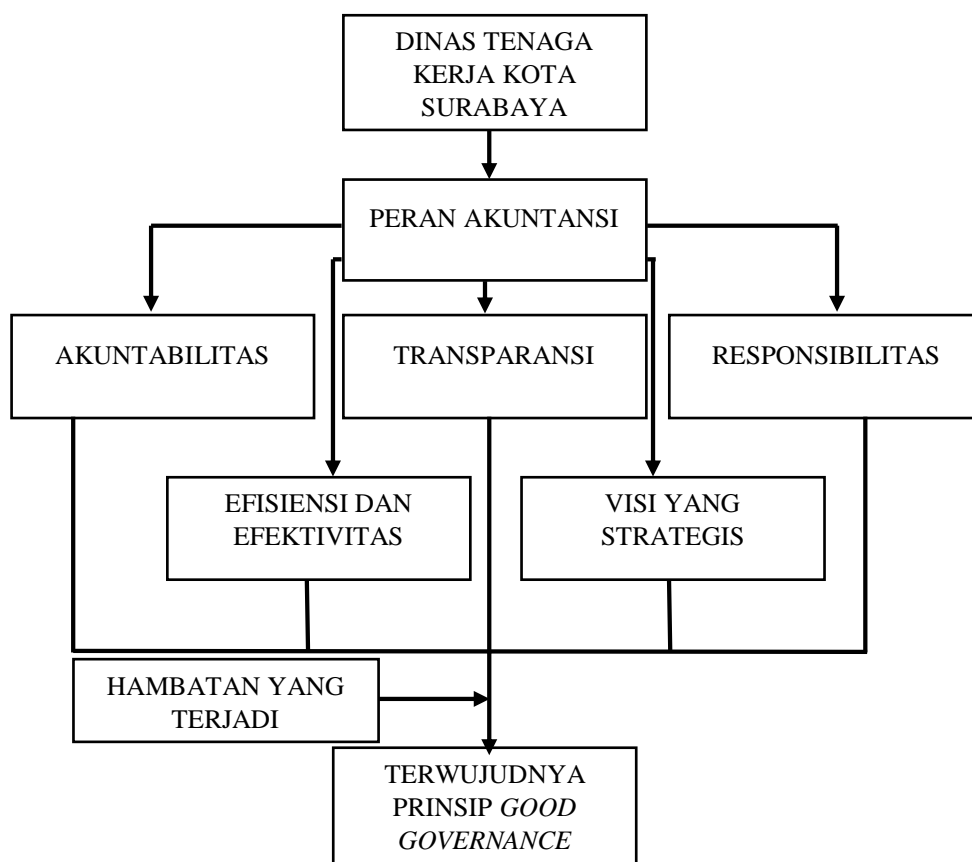 DINAS TENAGA
KERJA KOTA
SURABAYA
PERAN AKUNTANSI
AKUNTABILITAS
TRANSPARANSI
RESPONSIBILITAS
EFISIENSI DAN
EFEKTIVITAS
VISI YANG
STRATEGIS
HAMBATAN YANG
TERJADI
TERWUJUDNYA
PRINSIP GOOD
GOVERNANCE